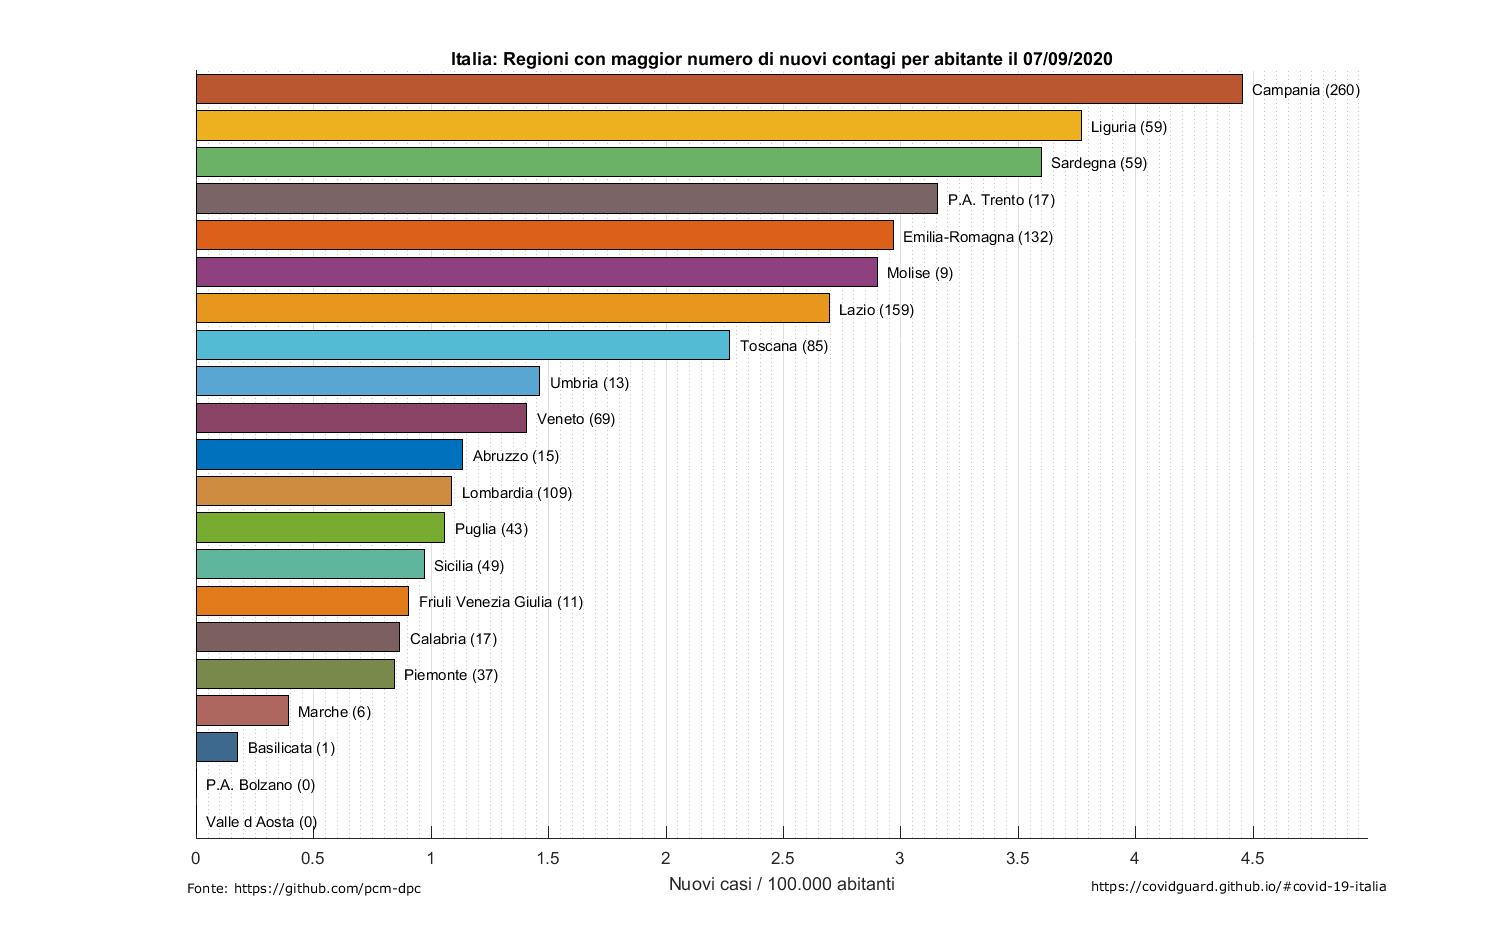 Italia: Regioni con maggior numero di nuovi contagi per abitante il 07/09/2020
Campania (260)
Liguria (59)
Sardegna (59)
P.A. Trento (17)
Emilia-Romagna (132)
Molise (9)
Lazio (159)
Toscana (85)
Umbria (13)
Veneto (69)
Abruzzo (15)
Lombardia (109)
Puglia (43)
Sicilia (49)
Friuli Venezia Giulia (11)
Calabria (17)
Piemonte (37)
Marche (6)
Basilicata (1)
P.A. Bolzano (0)
Valle d Aosta (0)
0 0.5 1 1.5 2 2.5 3 3.5 4 4.5
Nuovi casi / 100.000 abitanti
Fonte: https://github.com/pcm-dpc
https://covidguard.github.io/#covid-19-italia